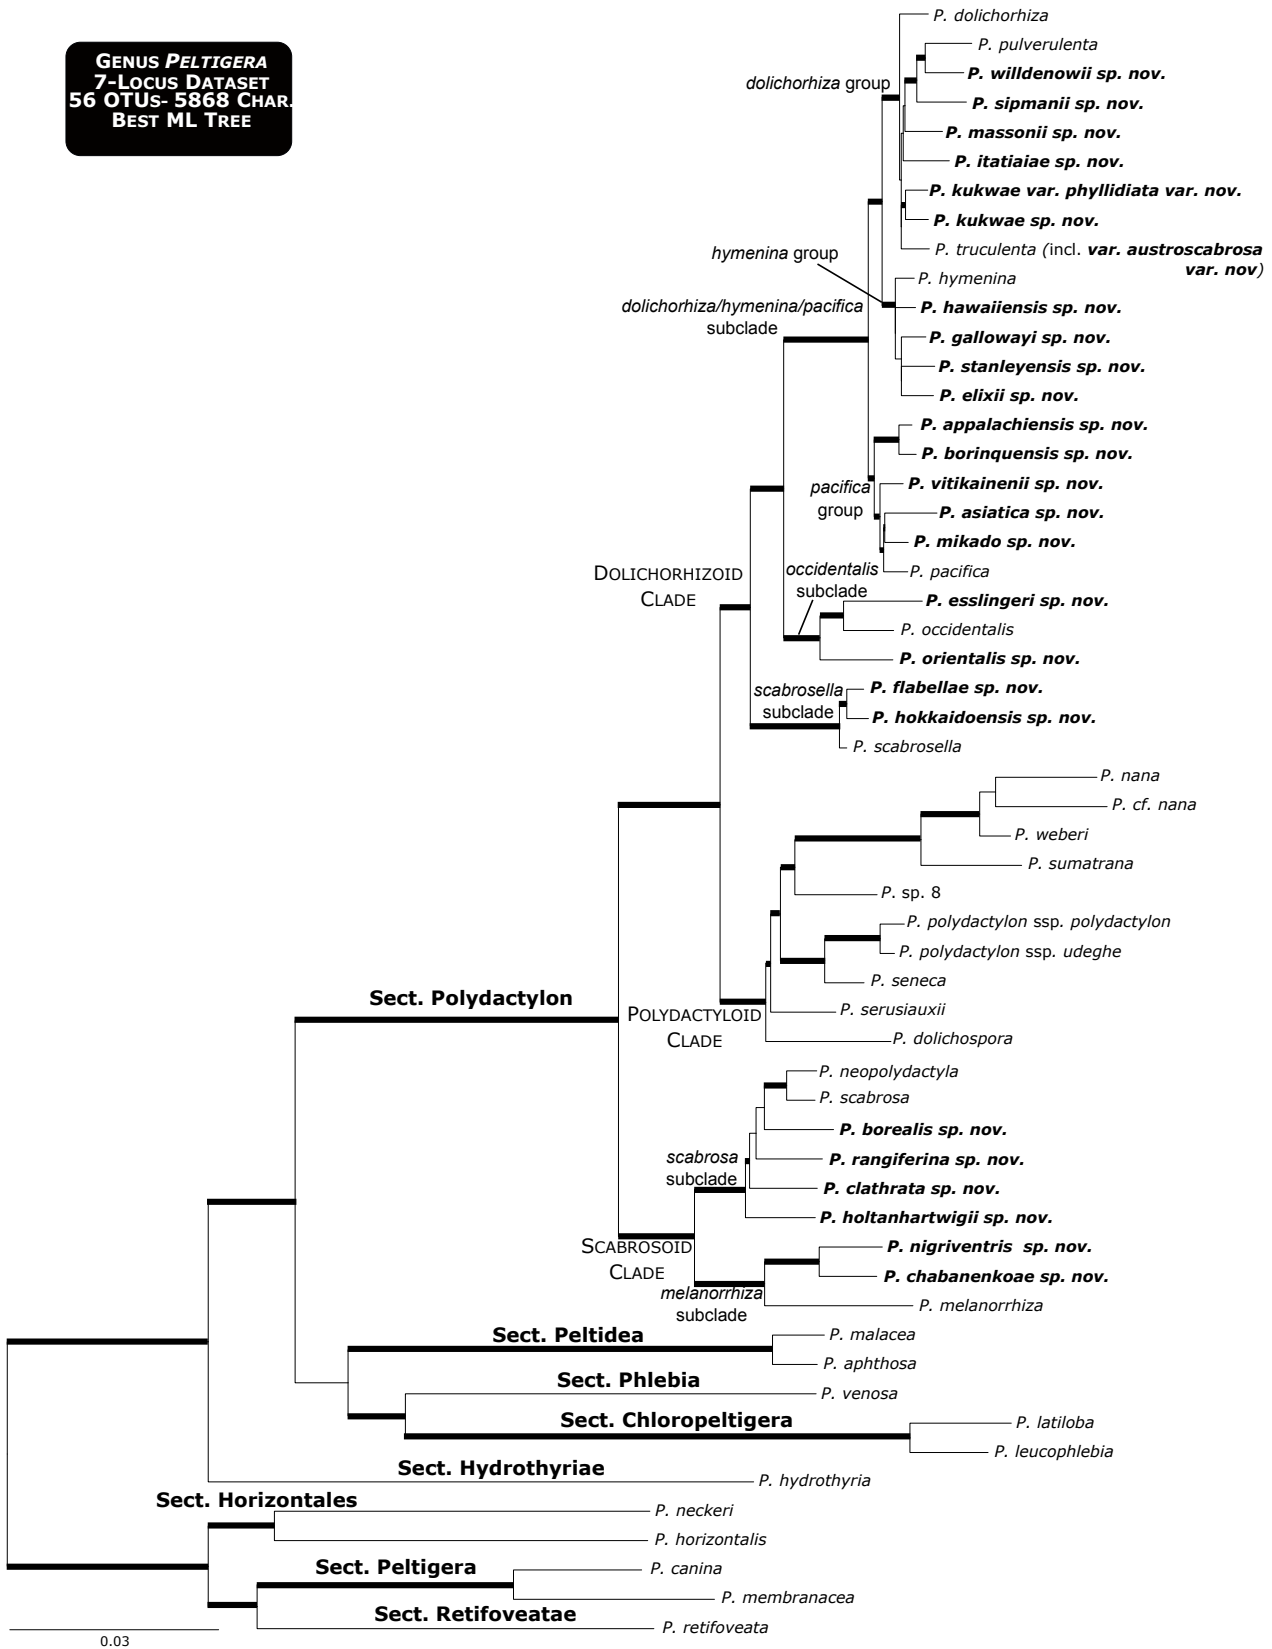 GENUS PELTIGERA
7-LOCUS DATASET
56 OTUS- 5868 CHAR.
BEST ML TREE
P. dolichorhiza
P. pulverulenta
P. willdenowii sp. nov.
dolichorhiza group
P. sipmanii sp. nov.
P. massonii sp. nov.
P. itatiaiae sp. nov.
P. kukwae var. phyllidiata var. nov.
P. kukwae sp. nov.
P. truculenta (incl. var. austroscabrosa
var. nov)
hymenina group
P. hymenina
dolichorhiza/hymenina/pacifica
subclade
P. hawaiiensis sp. nov.
P. gallowayi sp. nov.
P. stanleyensis sp. nov.
P. elixii sp. nov.
P. appalachiensis sp. nov.
P. borinquensis sp. nov.
pacifica
group
P. vitikainenii sp. nov.
P. asiatica sp. nov.
P. mikado sp. nov.
P. pacifica
DOLICHORHIZOID
CLADE
occidentalis
subclade
P. esslingeri sp. nov.
P. occidentalis
P. orientalis sp. nov.
scabrosella
subclade
P. flabellae sp. nov.
P. hokkaidoensis sp. nov.
P. scabrosella
P. nana
P. cf. nana
P. weberi
P. sumatrana
P. sp. 8
P. polydactylon ssp. polydactylon
P. polydactylon ssp. udeghe
P. seneca
Sect. Polydactylon
P. serusiauxii
POLYDACTYLOID
CLADE
P. dolichospora
P. neopolydactyla
P. scabrosa
P. borealis sp. nov.
scabrosa
subclade
P. rangiferina sp. nov.
P. clathrata sp. nov.
P. holtanhartwigii sp. nov.
SCABROSOID
CLADE
P. nigriventris sp. nov.
P. chabanenkoae sp. nov.
melanorrhiza
subclade
P. melanorrhiza
Sect. Peltidea
P. malacea
P. aphthosa
Sect. Phlebia
P. venosa
Sect. Chloropeltigera
P. latiloba
P. leucophlebia
Sect. Hydrothyriae
P. hydrothyria
Sect. Horizontales
P. neckeri
P. horizontalis
Sect. Peltigera
P. canina
P. membranacea
Sect. Retifoveatae
P. retifoveata
0.03